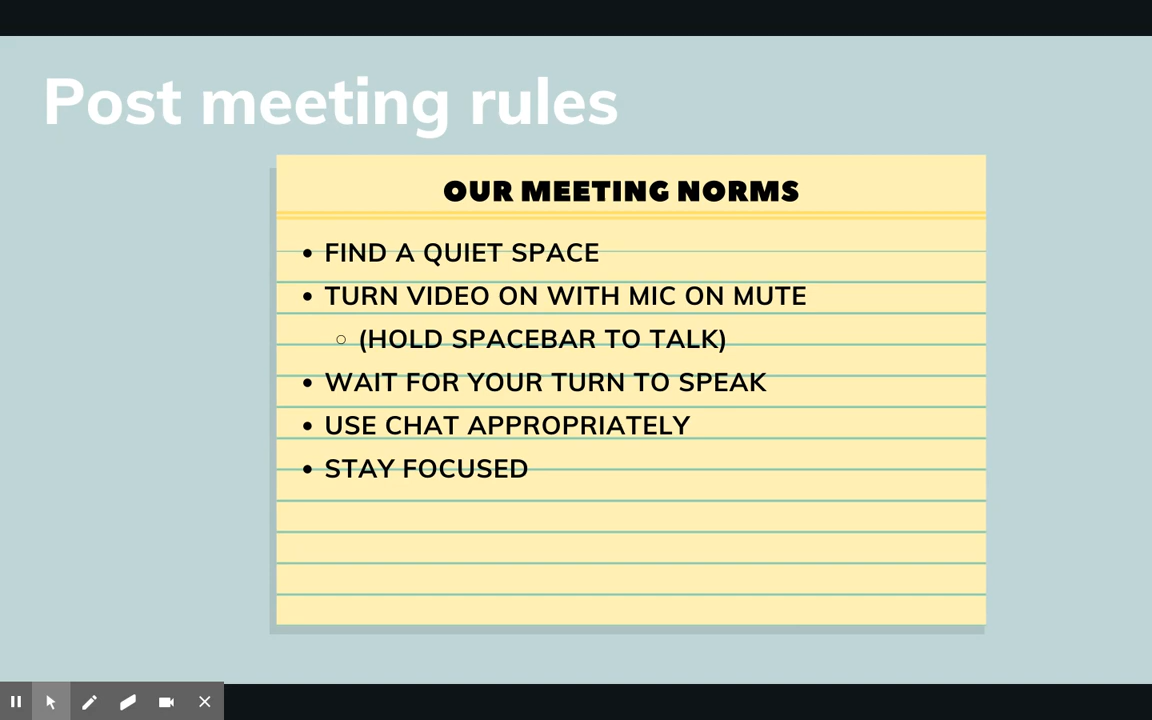 Post meeting rules
OUR MEETING NORMS
• FIND A QUIET SPACE
• TURN VIDEO ON WITH MIC ON MUTE
○ (HOLD SPACEBAR TO TALK)
• WAIT FOR YOUR TURN TO SPEAK
• USE CHAT APPROPRIATELY
• STAY FOCUSED